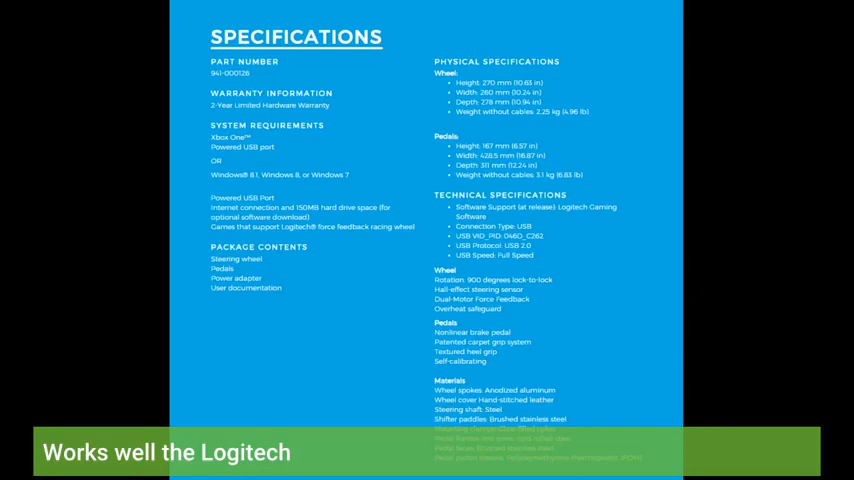 SPECIFICATIONS
PART NUMBER
941-000126
WARRANTY INFORMATION
2-Year Limited Hardware Warranty
SYSTEM REQUIREMENTS
Xbox One™
Powered USB port
OR
Windows® 8.1, Windows 8, or Windows 7
Powered USB Port
Internet connection and 150MB hard drive space (for
optional software download)
Games that support Logitech® force feedback racing wheel
PACKAGE CONTENTS
Steering wheel
Pedals
Power adapter
User documentation
PHYSICAL SPECIFICATIONS
Wheel:
• Height: 270 mm (10.63 in)
• Width: 260 mm (10.24 in)
• Depth: 278 mm (10.94 in)
• Weight without cables: 2.25 kg (4.96 lb)
Pedals:
• Height: 167 mm (6.57 in)
• Width: 428.5 mm (16.87 in)
• Depth: 311 mm (12.24 in)
• Weight without cables: 3.1 kg (6.83 lb)
TECHNICAL SPECIFICATIONS
• Software Support (at release): Logitech Gaming
Software
• Connection Type: USB
• USB VID_PID: 046D_C262
• USB Protocol: USB 2.0
• USB Speed: Full Speed
Wheel
Rotation: 900 degrees lock-to-lock
Hall-effect steering sensor
Dual-Motor Force Feedback
Overheat safeguard
Pedals
Nonlinear brake pedal
Patented carpet grip system
Textured heel grip
Self-calibrating
Materials
Wheel spokes: Anodized aluminum
Wheel cover Hand-stitched leather
Steering shaft: Steel
Shifter paddles: Brushed stainless steel
Works well the Logitech